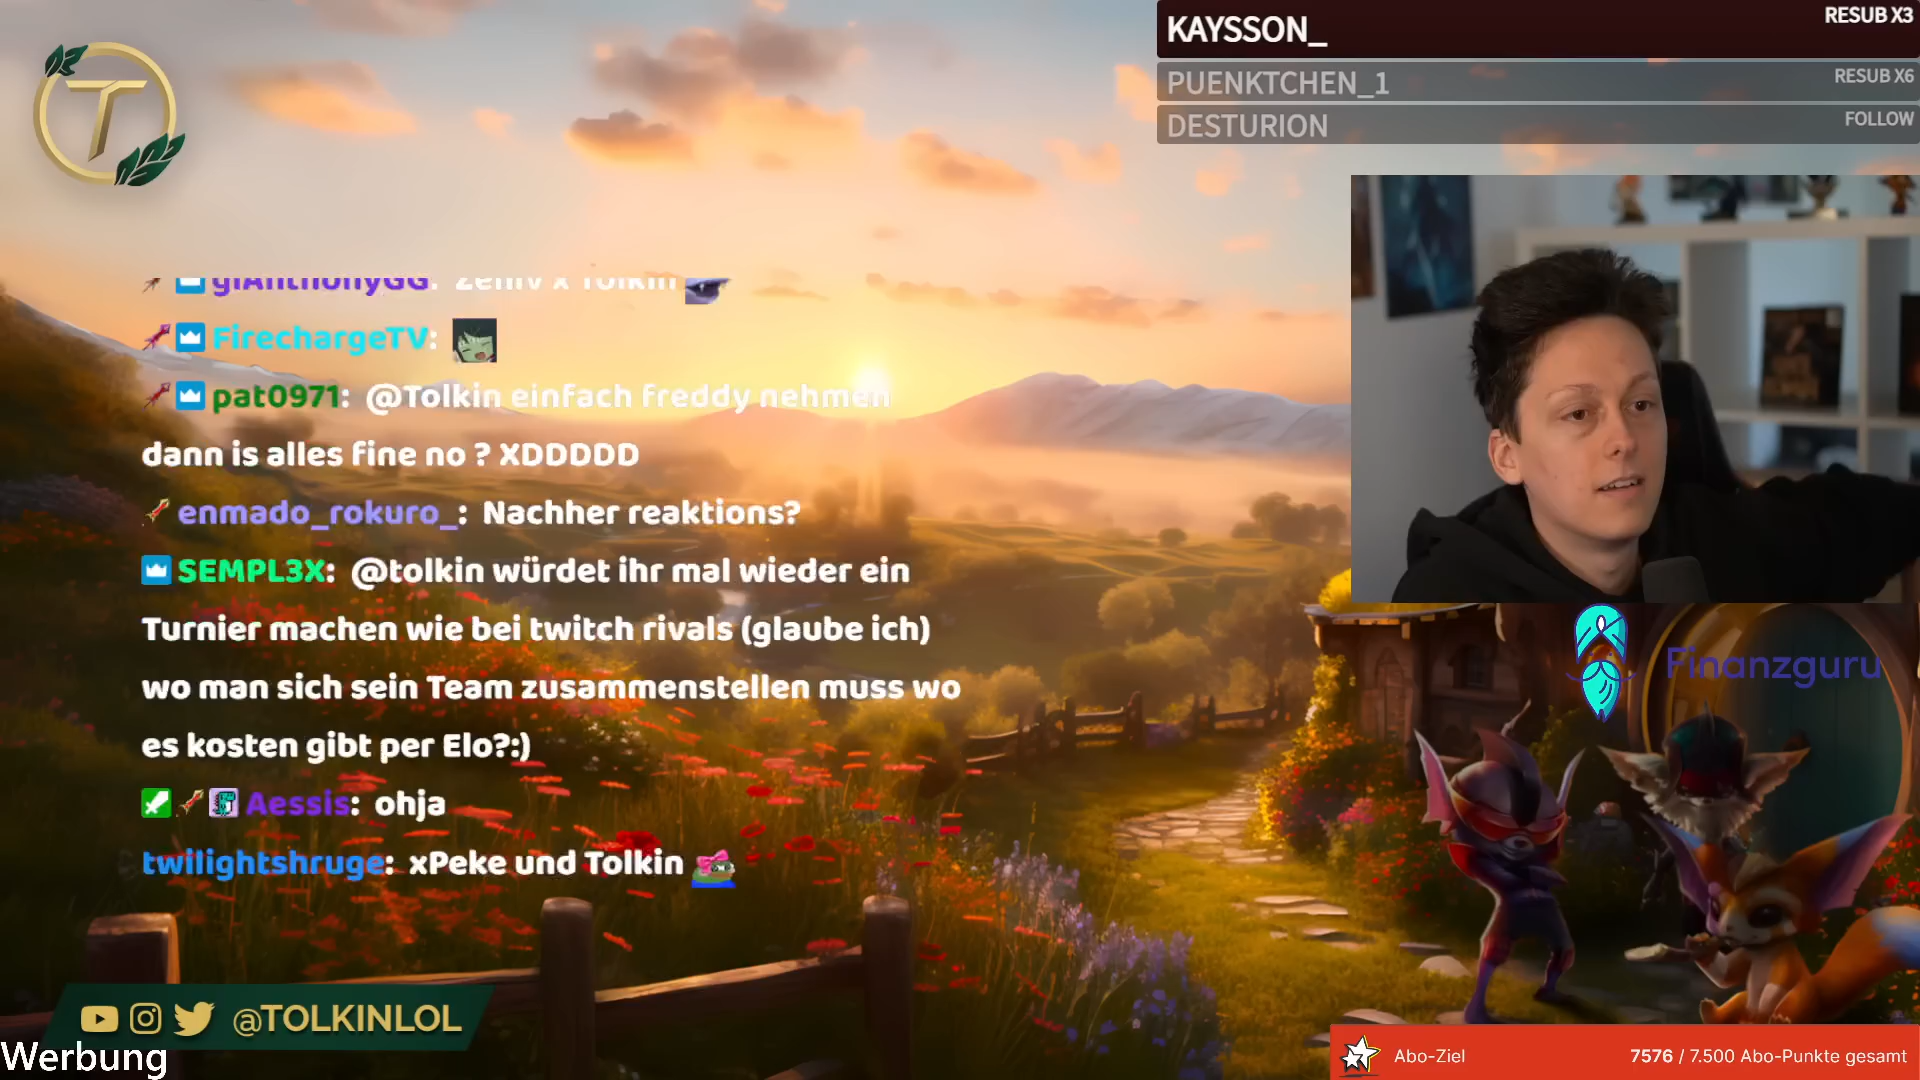 KAYSSON_ RESUB X3
PUENKTCHEN_1 RESUB X6
DESTURION FOLLOW
T
FirechargeTV:
pat0971: @Tolkin einfach freddy nehmen
dann is alles fine no ? XDDDDD
enmado_rokuro_: Nachher reaktions?
SEMPL3X: @tolkin würdet ihr mal wieder ein
Turnier machen wie bei twitch rivals (glaube ich)
wo man sich sein Team zusammenstellen muss wo
es kosten gibt per Elo?:)
Aessis: ohja
twilightshruge: xPeke und Tolkin
Finanzguru
@TOLKINLOL
Werbung
Abo-Ziel 7576 / 7.500 Abo-Punkte gesamt